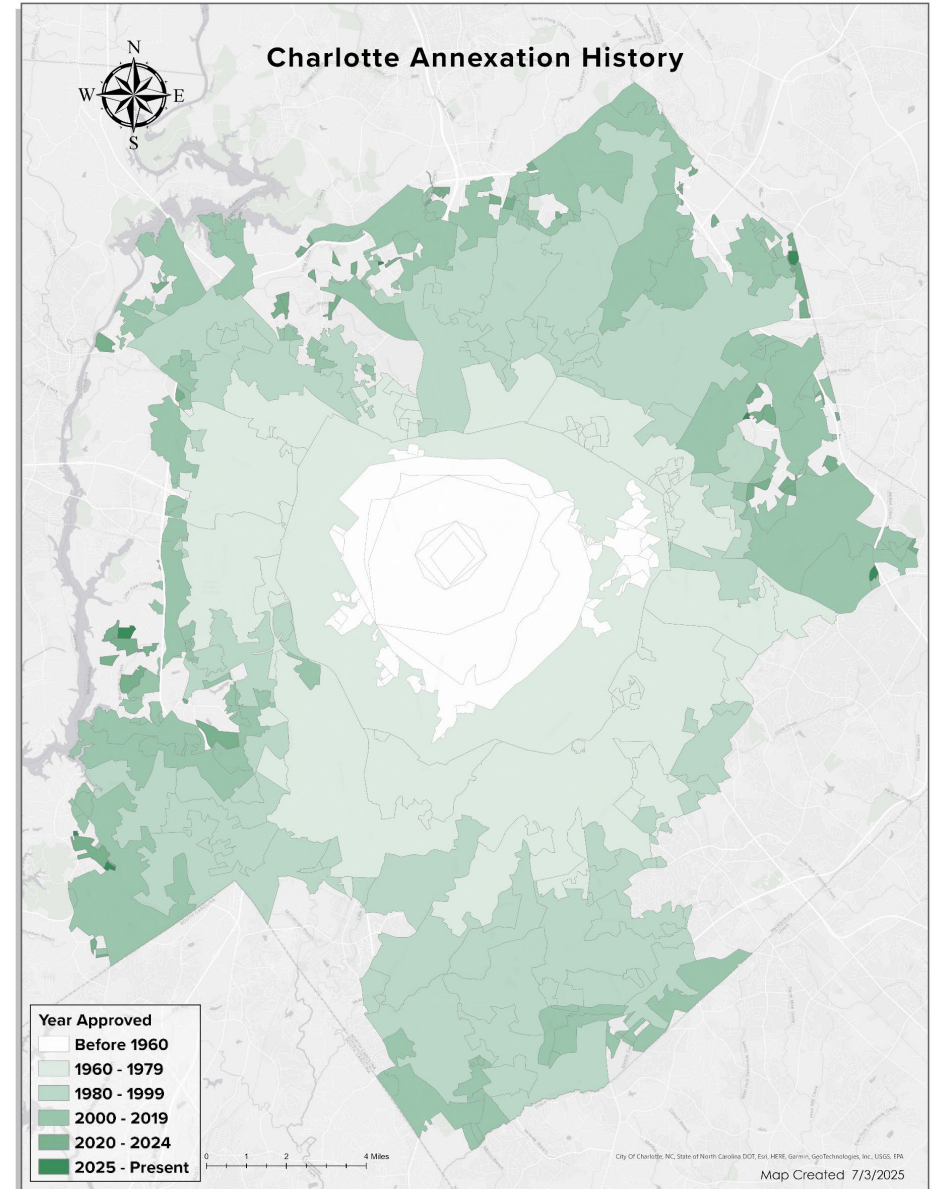 Charlotte Annexation History
N
W
E
S
Year Approved
Before 1960
1960 - 1979
1980 - 1999
2000 - 2019
2020 - 2024
2025 - Present
0 2 4 Miles
City Of Charlotte, NC, State of North Carolina DOT, Esri, HERE, Garmin, GeoTechnologies, Inc., USGS, EPA
Map Created 7/3/2025